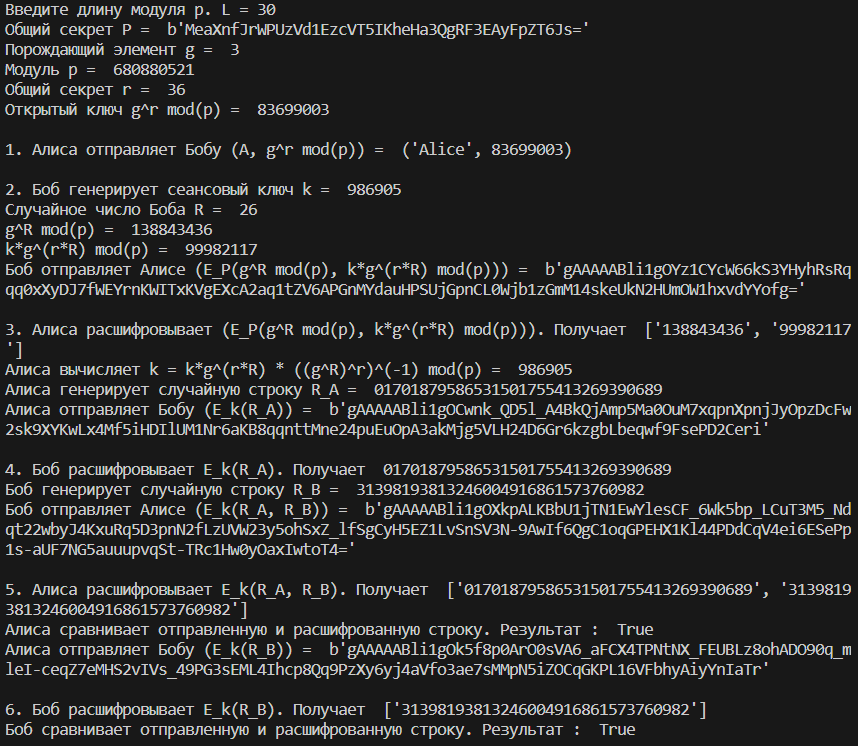 Введите длину модуля p. L = 30
Общий секрет P =  b'MeaXnfJrWPUzVd1EzcVT5IKheHa3QgRF3EAyFpZT6Js='
Порождающий элемент g =  3
Модуль p =  680880521
Общий секрет r =  36
Открытый ключ g^r mod(p) =  83699003

1. Алиса отправляет Бобу (A, g^r mod(p)) =  ('Alice', 83699003)

2. Боб генерирует сеансовый ключ k =  986905
Случайное число Боба R =  26
g^R mod(p) =  138843436
k*g^(r*R) mod(p) =  99982117
Боб отправляет Алисе (E_P(g^R mod(p), k*g^(r*R) mod(p))) =  b'gAAAAABli1gOYz1CYcW66kS3YHyhRsRq
qq0xXyDJ7fWEYrnKWITxKVgEXcA2aq1tZV6APGnMYdauHPSUjGpnCL0Wjb1zGmM14skeUkN2HUmOW1hxvdYYofg='

3. Алиса расшифровывает (E_P(g^R mod(p), k*g^(r*R) mod(p))). Получает  ['138843436', '99982117
']
Алиса вычисляет k = k*g^(r*R) * ((g^R)^r)^(-1) mod(p) =  986905
Алиса генерирует случайную строку R_A =  01701879586531501755413269390689
Алиса отправляет Бобу (E_k(R_A)) =  b'gAAAAABli1gOCwnk_QD5l_A4BkQjAmp5Ma0OuM7xqpnXpnjJyOpzDcFw
2sk9XYKwLx4Mf5iHDIlUM1Nr6aKB8qqnttMne24puEuOpA3akMjg5VLH24D6Gr6kzgbLbeqwf9FsePD2Ceri'

4. Боб расшифровывает E_k(R_A). Получает  01701879586531501755413269390689
Боб генерирует случайную строку R_B =  31398193813246004916861573760982
Боб отправляет Алисе (E_k(R_A, R_B)) =  b'gAAAAABli1gOXkpALKBbU1jTN1EwYlesCF_6Wk5bp_LCuT3M5_Nd
qt22wbyJ4KxuRq5D3pnN2fLzUVW23y5ohSxZ_lfSgCyH5EZ1LvSnSV3N-9AwIf6QgC1oqGPEHX1Kl44PDdCqV4ei6ESePp
1s-aUF7NG5auuupvqSt-TRc1Hw0yOaxIwtoT4='

5. Алиса расшифровывает E_k(R_A, R_B). Получает  ['01701879586531501755413269390689', '3139819
3813246004916861573760982']
Алиса сравнивает отправленную и расшифрованную строку. Результат :  True
Алиса отправляет Бобу (E_k(R_B)) =  b'gAAAAABli1gOk5f8p0ArO0sVA6_aFCX4TPNtNX_FEUBLz8ohADO90q_m
leI-ceqZ7eMHS2vIVs_49PG3sEML4Ihcp8Qq9PzXy6yj4aVfo3ae7sMMpN5iZOCqGKPL16VFbhyAiyYnIaTr'

6. Боб расшифровывает E_k(R_B). Получает  ['31398193813246004916861573760982']
Боб сравнивает отправленную и расшифрованную строку. Результат :  True